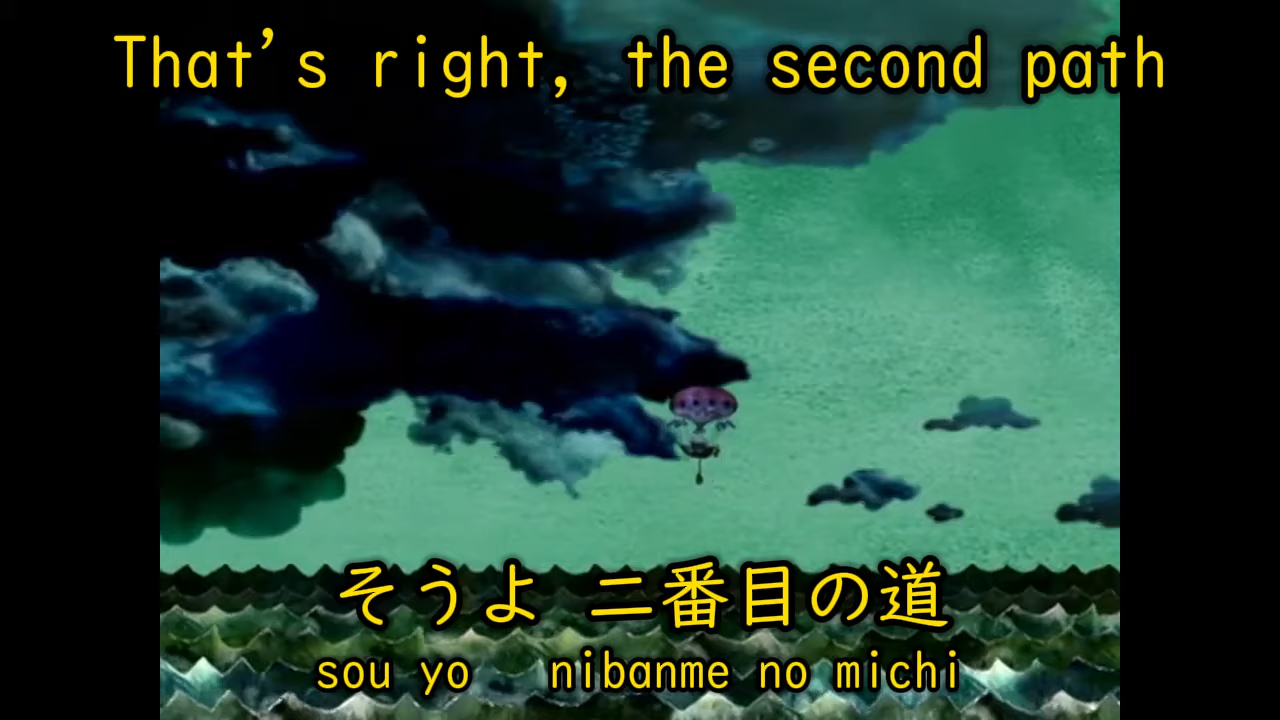 That's right, the second path
そうよ 二番目の道
sou yo nibanme no michi